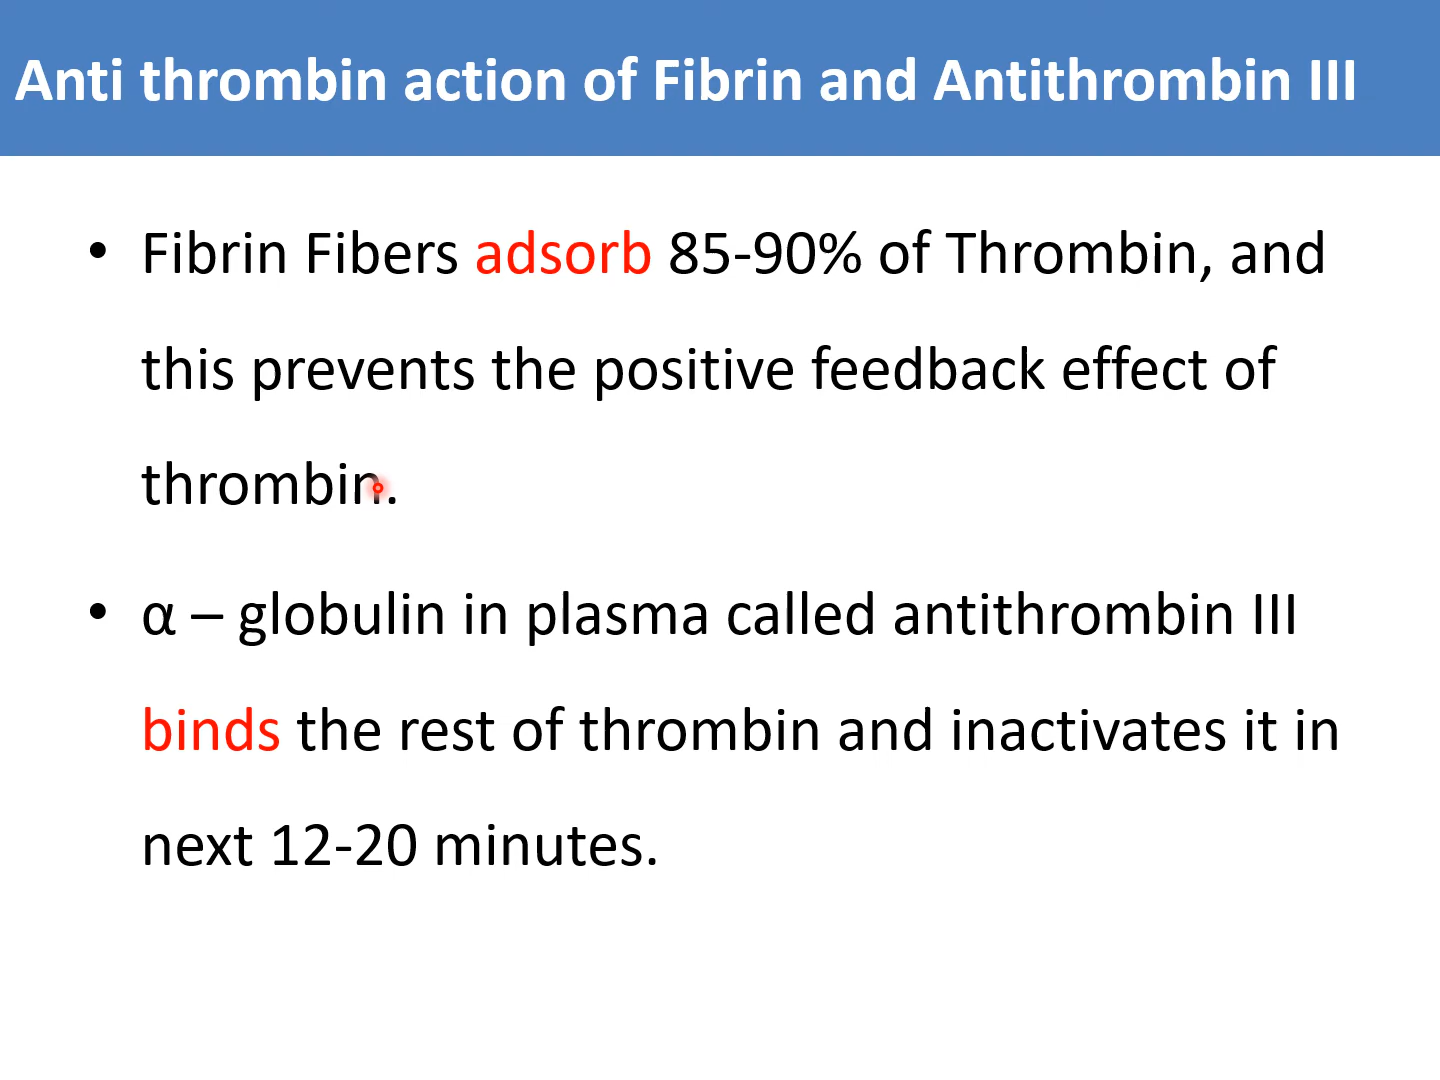 Anti thrombin action of Fibrin and Antithrombin III
• Fibrin Fibers adsorb 85-90% of Thrombin, and
this prevents the positive feedback effect of
thrombin.
• α – globulin in plasma called antithrombin III
binds the rest of thrombin and inactivates it in
next 12-20 minutes.